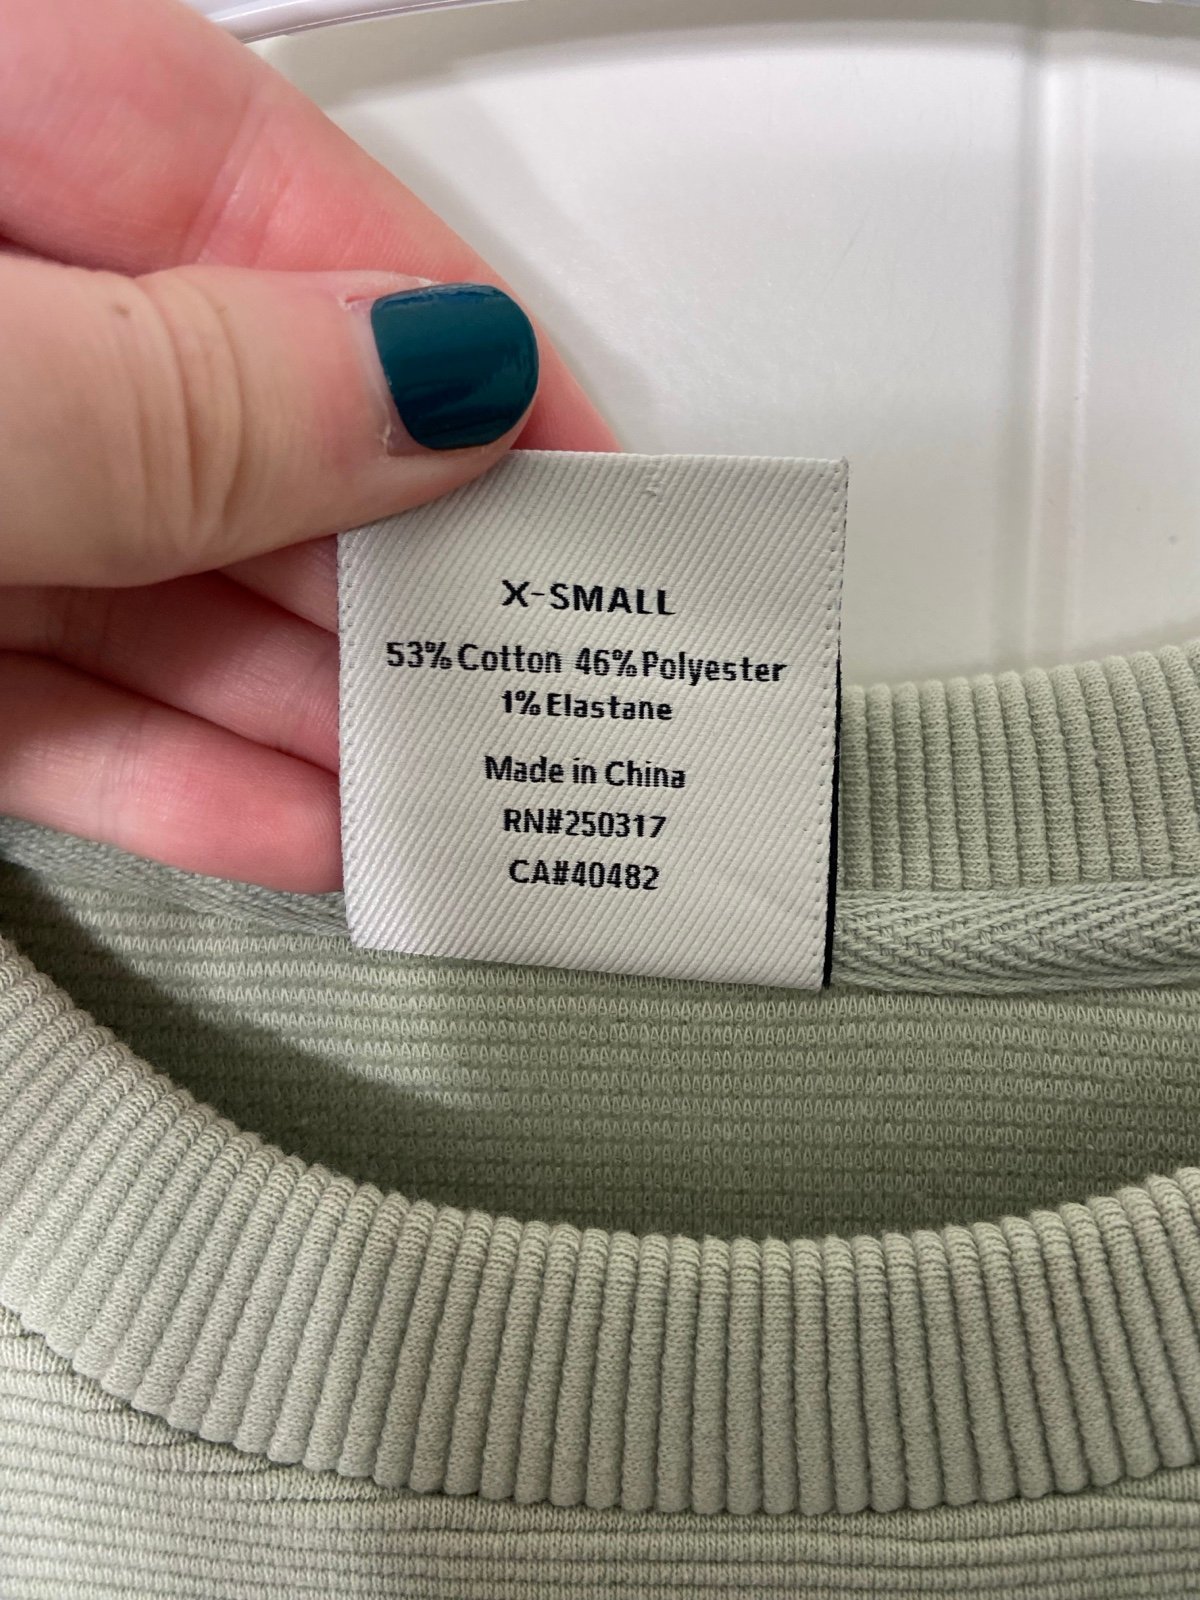 X-SMALL
53% Cotton 46% Polyester
1% Elastane
Made in China
RN#250317
CA#40482